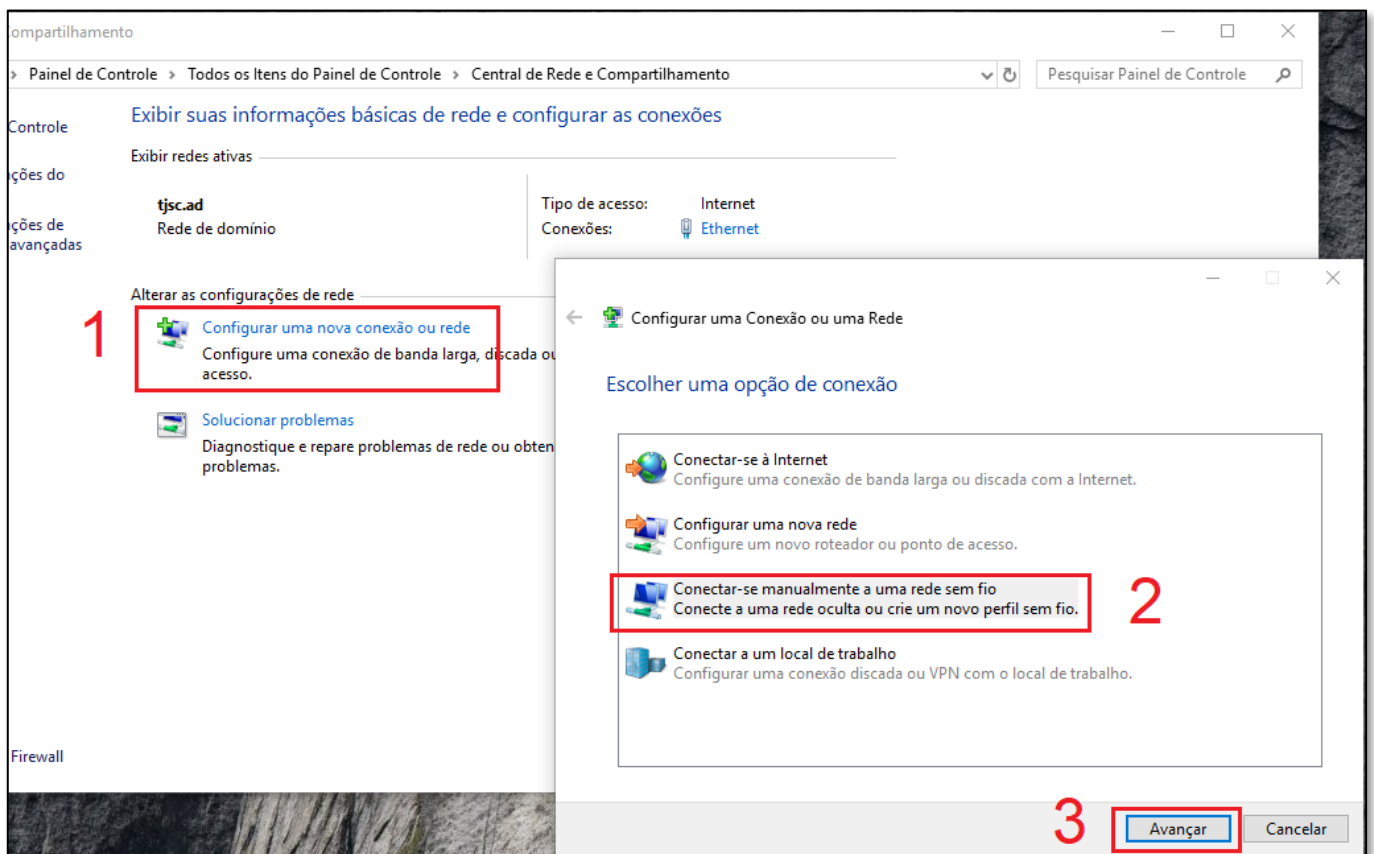 ompartilhamento
Painel de Controle > Todos os Itens do Painel de Controle > Central de Rede e Compartilhamento
Pesquisar Painel de Controle
Controle
ções do
ções de
avançadas
Exibir suas informações básicas de rede e configurar as conexões
Exibir redes ativas
tjsc.ad
Rede de domínio
Tipo de acesso: Internet
Conexões: Ethernet
Alterar as configurações de rede
1
Configurar uma nova conexão ou rede
Configure uma conexão de banda larga, discada ou
acesso.
Solucionar problemas
Diagnostique e repare problemas de rede ou obten
problemas.
Firewall
Configurar uma Conexão ou uma Rede
Escolher uma opção de conexão
Conectar-se à Internet
Configure uma conexão de banda larga ou discada com a Internet.
Configurar uma nova rede
Configure um novo roteador ou ponto de acesso.
Conectar-se manualmente a uma rede sem fio
Conecte a uma rede oculta ou crie um novo perfil sem fio.
2
Conectar a um local de trabalho
Configurar uma conexão discada ou VPN com o local de trabalho.
3
Avançar
Cancelar